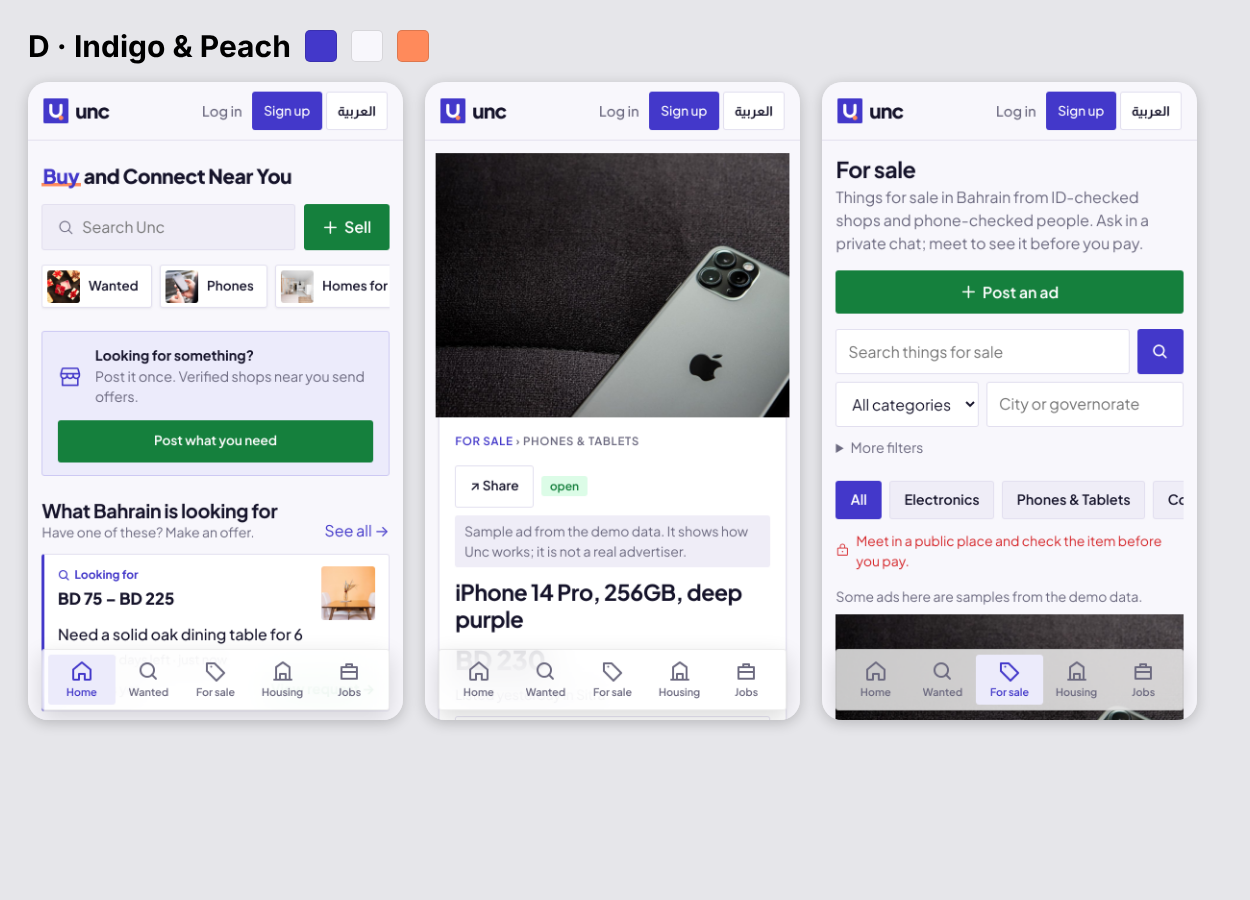 D · Indigo & Peach
unc
Log in
Sign up
العربية
Buy and Connect Near You
Search Unc
+ Sell
Wanted
Phones
Homes for
Looking for something?
Post it once. Verified shops near you send
offers.
Post what you need
What Bahrain is looking for
Have one of these? Make an offer.
See all →
Looking for
BD 75 – BD 225
Need a solid oak dining table for 6
Home
Wanted
For sale
Housing
Jobs
unc
Log in
Sign up
العربية
FOR SALE › PHONES & TABLETS
↗ Share
open
Sample ad from the demo data. It shows how
Unc works; it is not a real advertiser.
iPhone 14 Pro, 256GB, deep
purple
BD 230
Home
Wanted
For sale
Housing
Jobs
unc
Log in
Sign up
العربية
For sale
Things for sale in Bahrain from ID-checked
shops and phone-checked people. Ask in a
private chat; meet to see it before you pay.
+ Post an ad
Search things for sale
All categories
City or governorate
More filters
All
Electronics
Phones & Tablets
Co
Meet in a public place and check the item before
you pay.
Some ads here are samples from the demo data.
Home
Wanted
For sale
Housing
Jobs